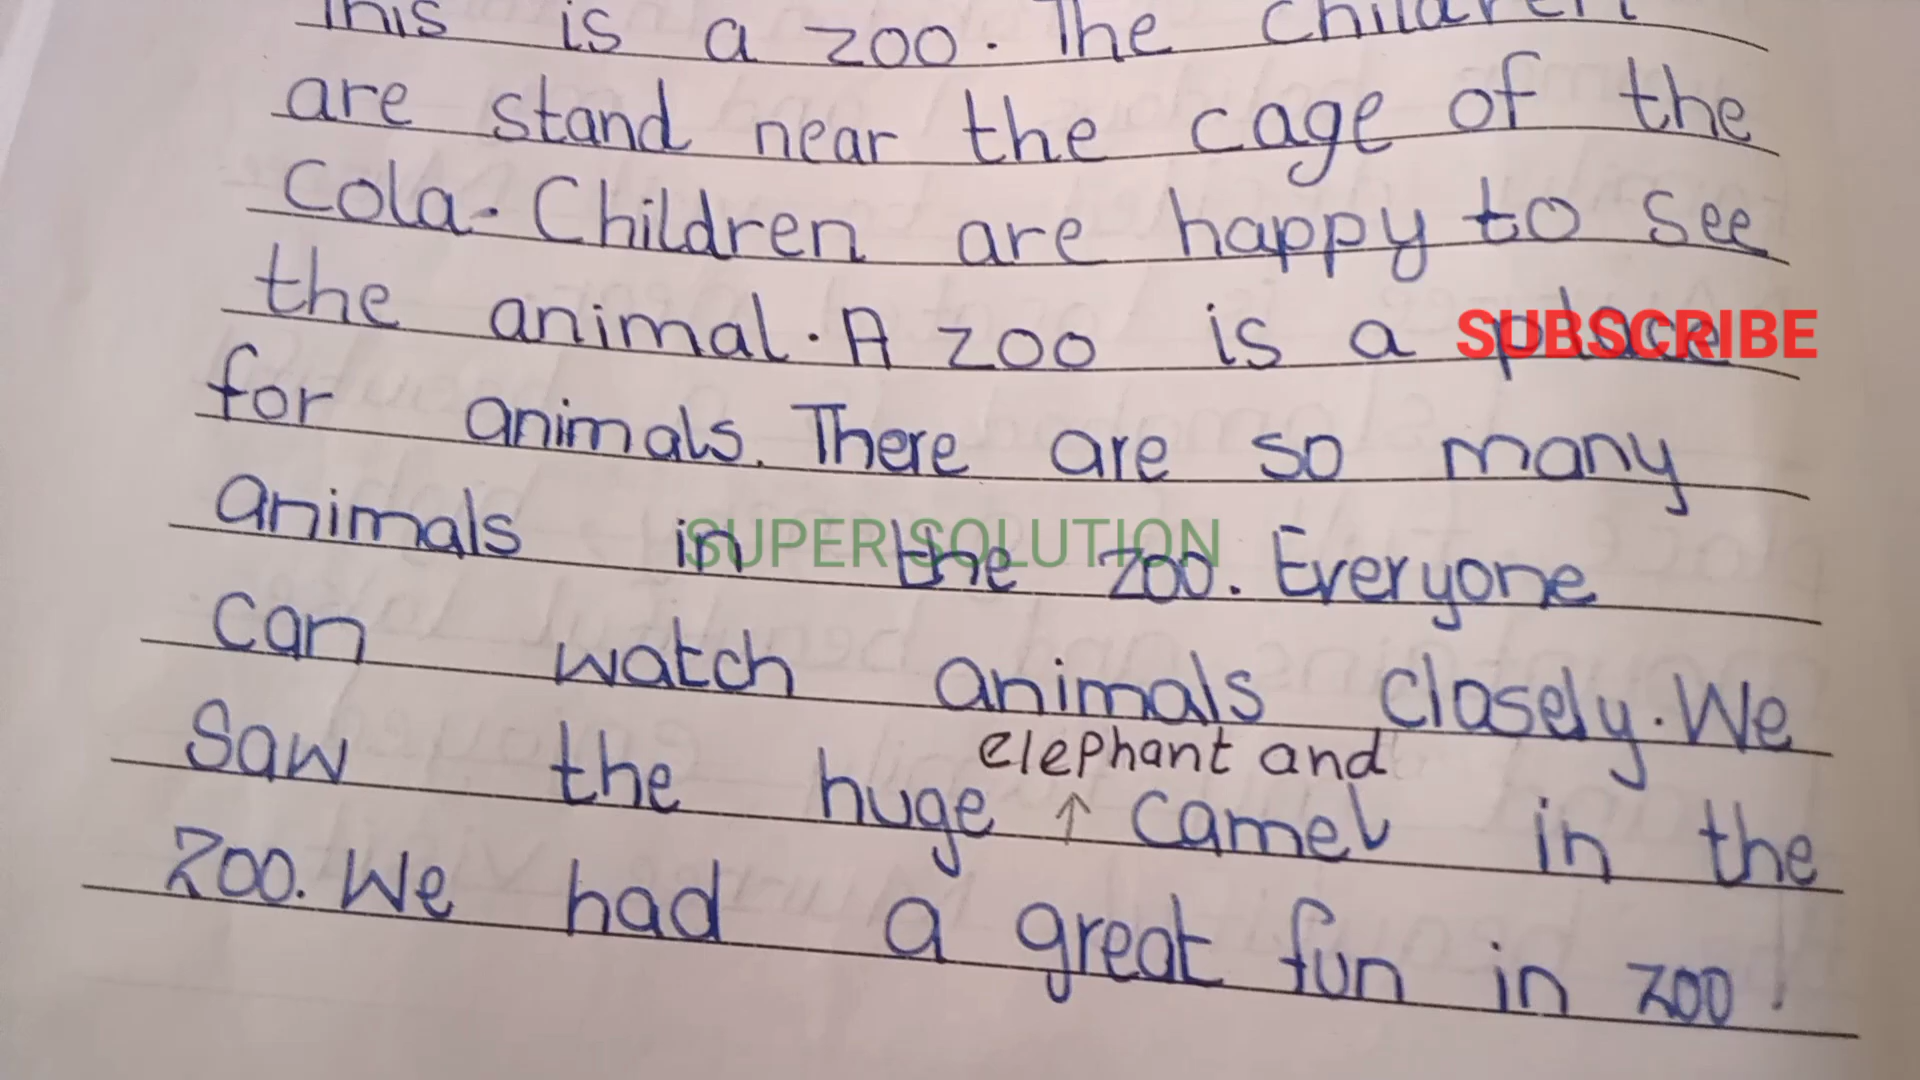 This is a zoo. The children
are stand near the cage of the
Cola. Children are happy to see
the animal. A zoo is a place
SUBSCRIBE
for animals. There are so many
animals in the zoo. Everyone
SUPER SOLUTION
can watch animals closely. We
elephant and
saw the huge ↑ camel in the
zoo. We had a great fun in zoo.